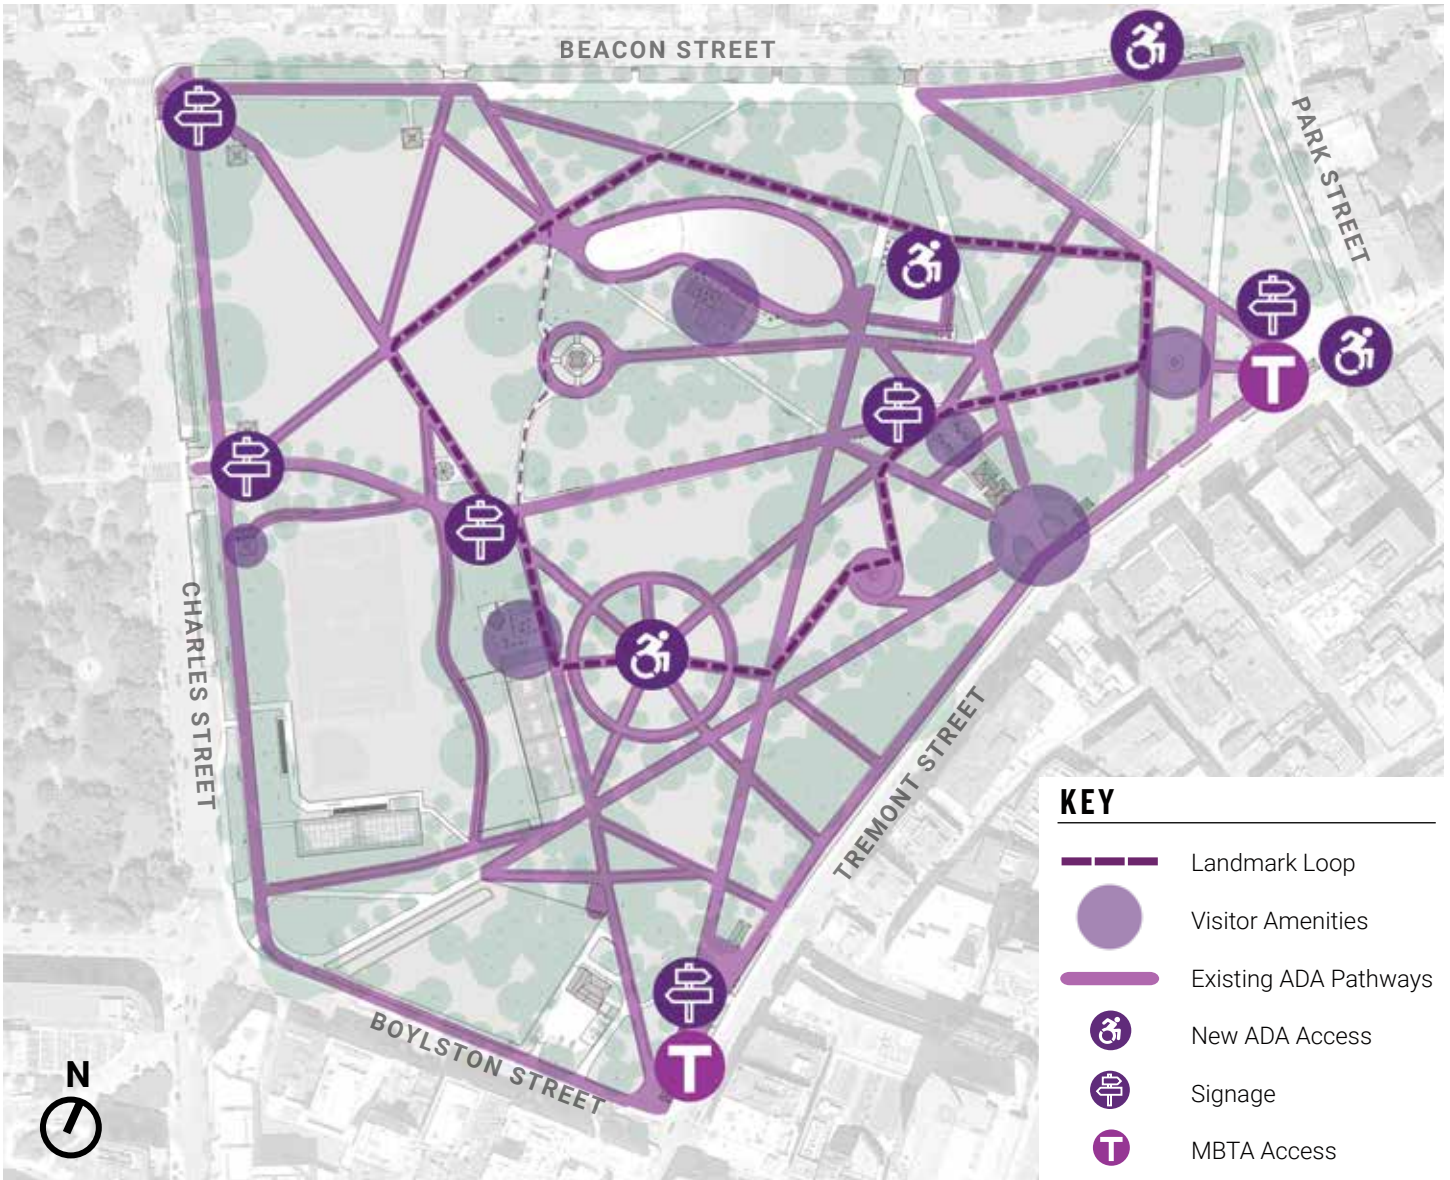 BEACON STREET
PARK STREET
T
CHARLES STREET
TREMONT STREET
BOYLSTON STREET
T
N
KEY
Landmark Loop
Visitor Amenities
Existing ADA Pathways
New ADA Access
Signage
T MBTA Access